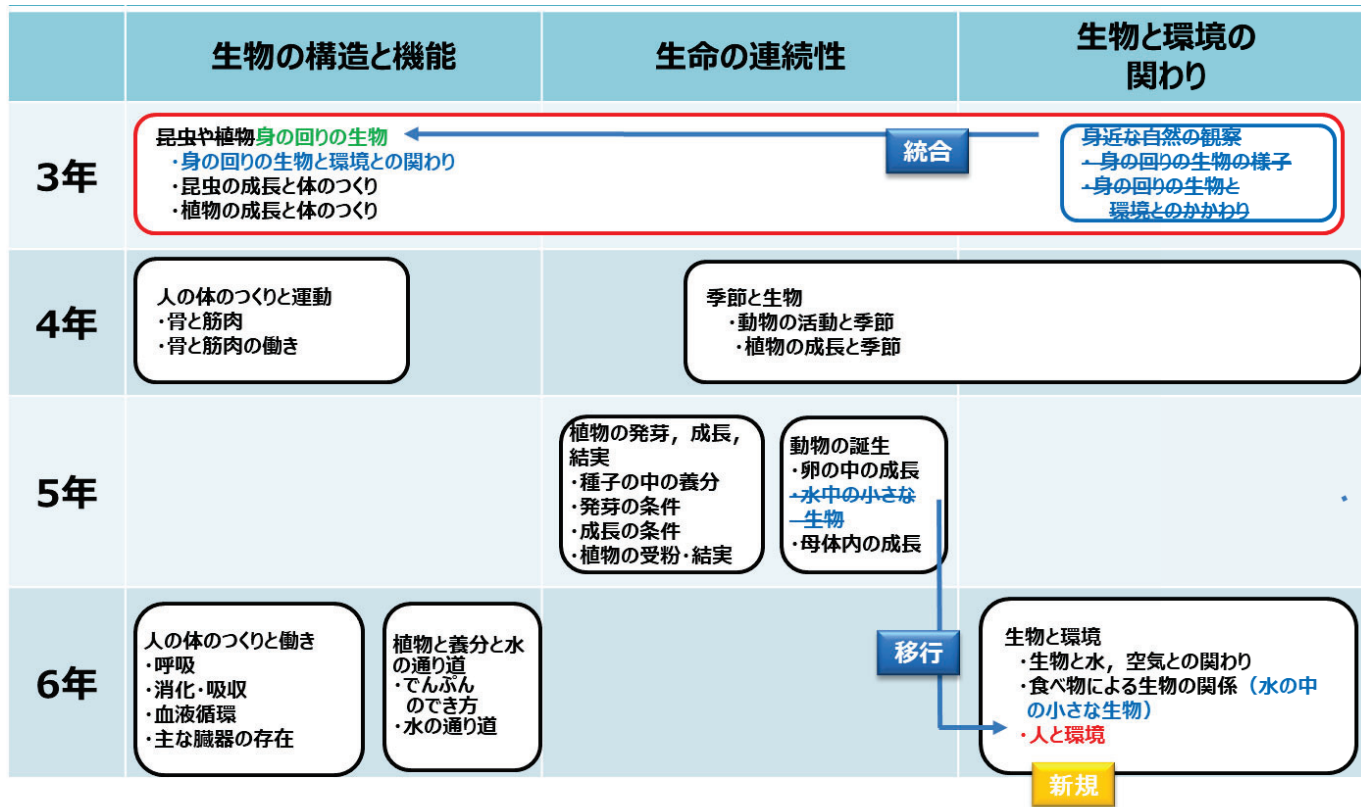 生物の構造と機能
生命の連続性
生物と環境の
関わり
3年
昆虫や植物身の回りの生物
・身の回りの生物と環境との関わり
・昆虫の成長と体のつくり
・植物の成長と体のつくり
統合
身近な自然の観察
・身の回りの生物の様子
・身の回りの生物と
環境とのかかわり
4年
人の体のつくりと運動
・骨と筋肉
・骨と筋肉の働き
季節と生物
・動物の活動と季節
・植物の成長と季節
5年
植物の発芽，成長，
結実
・種子の中の養分
・発芽の条件
・成長の条件
・植物の受粉・結実
動物の誕生
・卵の中の成長
・水中の小さな
生物
・母体内の成長
6年
人の体のつくりと働き
・呼吸
・消化・吸収
・血液循環
・主な臓器の存在
植物と養分と水
の通り道
・でんぷん
のでき方
・水の通り道
移行
生物と環境
・生物と水，空気との関わり
・食べ物による生物の関係（水の中
の小さな生物）
・人と環境
新規